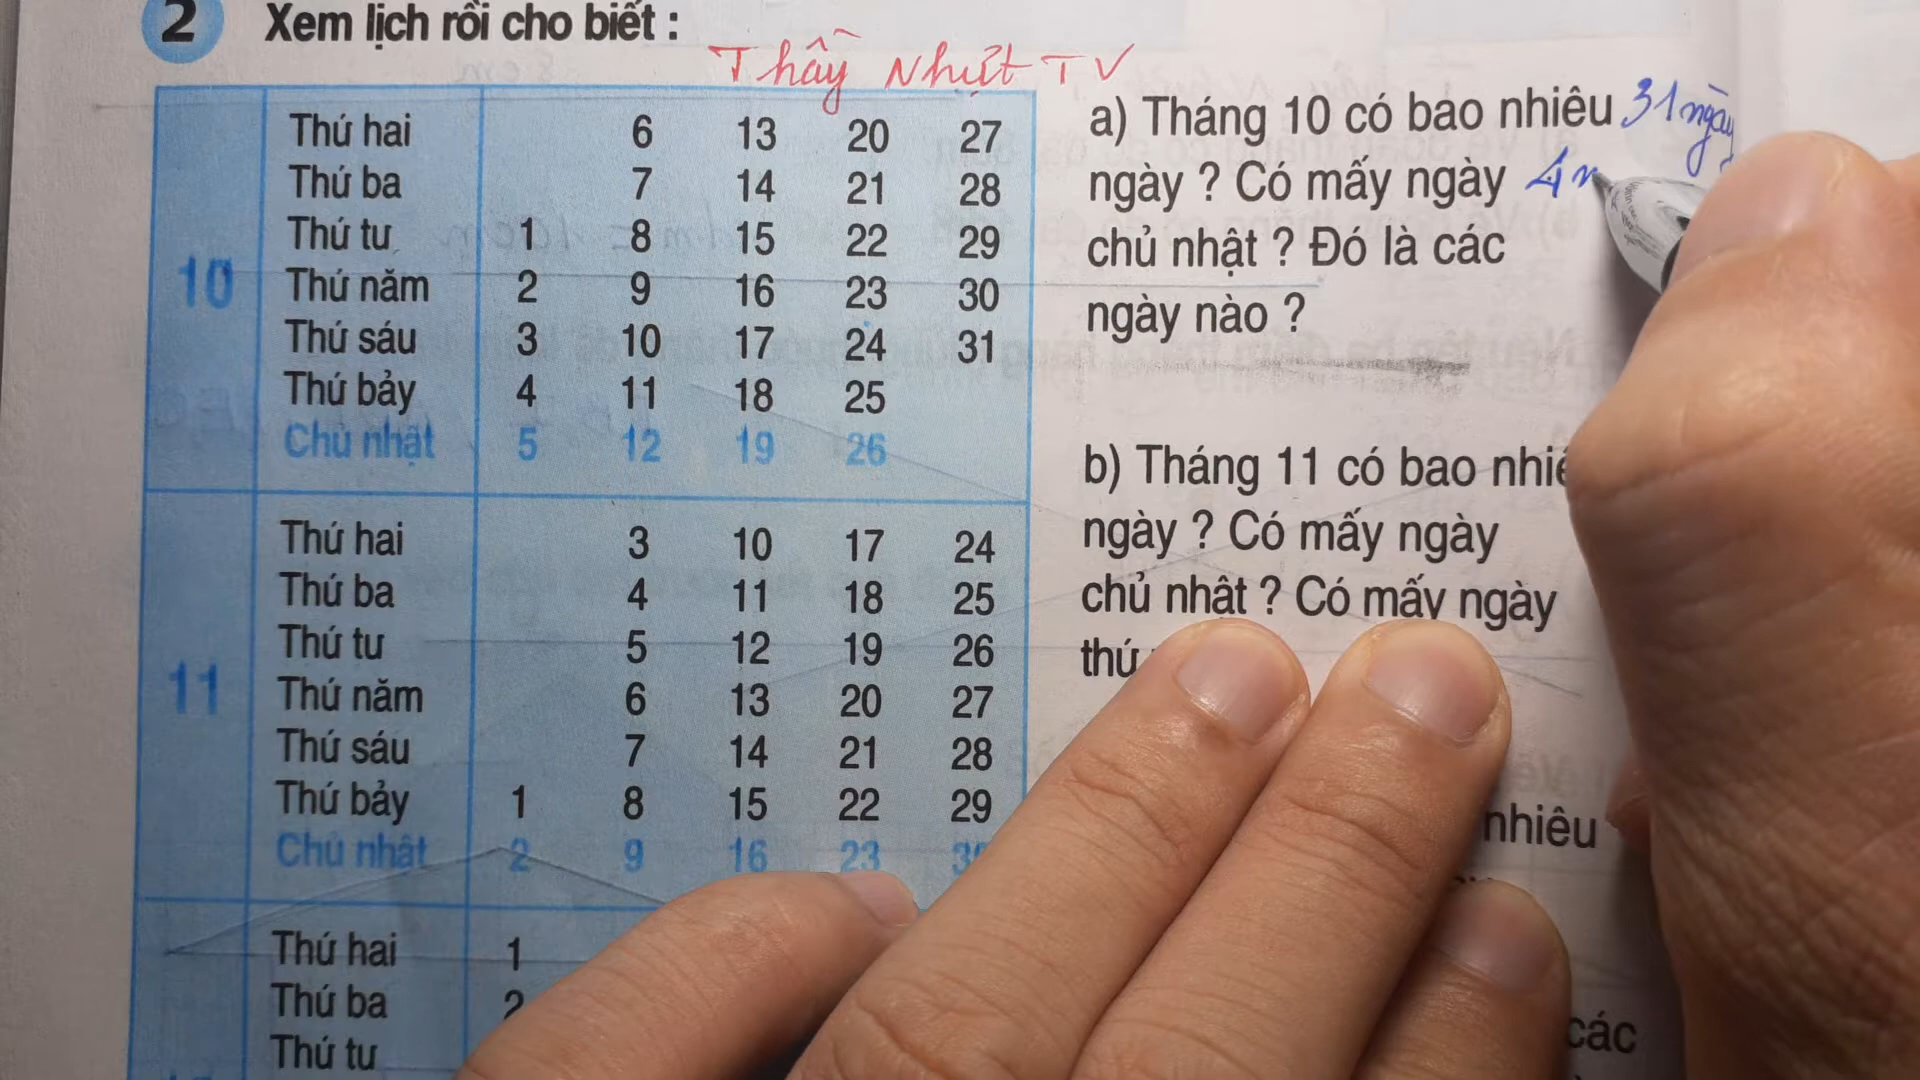 2 Xem lịch rồi cho biết :
Thầy Nhựt TV
10
Thứ hai 6 13 20 27
Thứ ba 7 14 21 28
Thứ tư 1 8 15 22 29
Thứ năm 2 9 16 23 30
Thứ sáu 3 10 17 24 31
Thứ bảy 4 11 18 25
Chủ nhật 5 12 19 26
11
Thứ hai 3 10 17 24
Thứ ba 4 11 18 25
Thứ tư 5 12 19 26
Thứ năm 6 13 20 27
Thứ sáu 7 14 21 28
Thứ bảy 1 8 15 22 29
Chủ nhật 2 9 16 23 30
Thứ hai 1
Thứ ba 2
Thứ tư
a) Tháng 10 có bao nhiêu 31 ngày
ngày ? Có mấy ngày 4 n
chủ nhật ? Đó là các
ngày nào ?
b) Tháng 11 có bao nhiê
ngày ? Có mấy ngày
chủ nhật ? Có mấy ngày
thứ
nhiêu
các